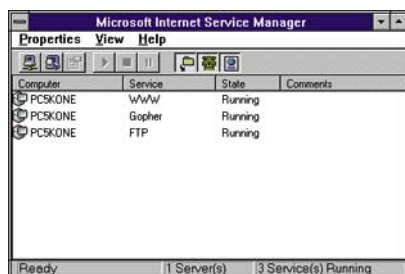 Microsoft Internet Service Manager
Properties View Help
Computer Service State Comments
PC5KONE WWW Running
PC5KONE Gopher Running
PC5KONE FTP Running
Ready 1 Server(s) 3 Service(s) Running